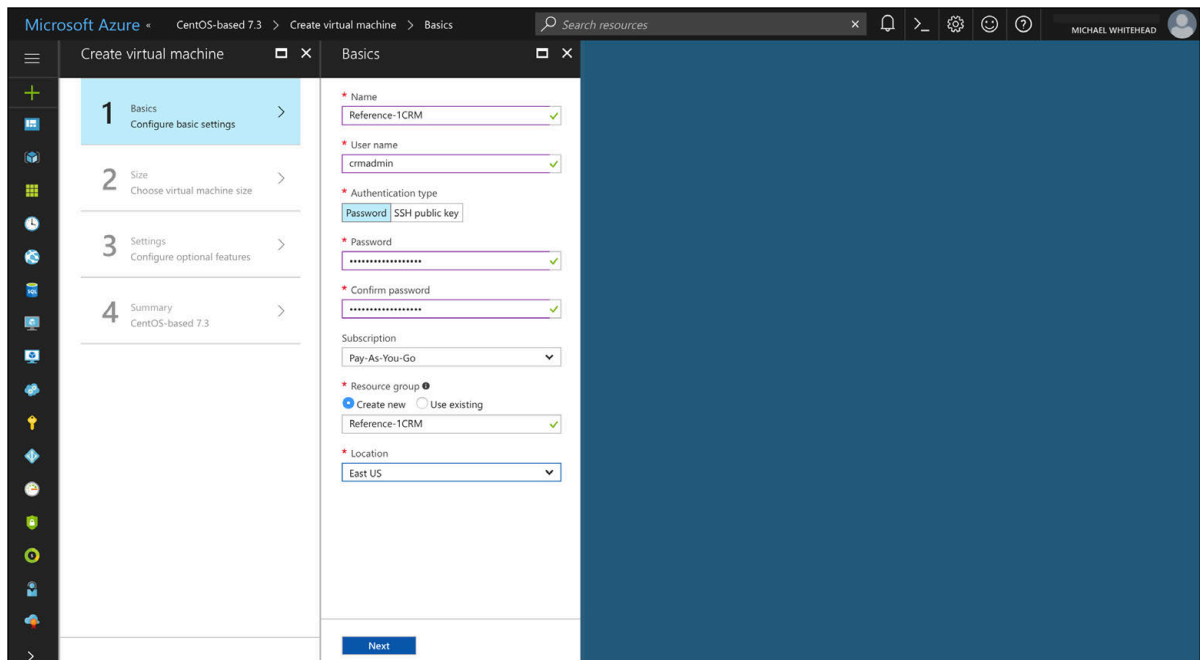 Microsoft Azure « CentOS-based 7.3 > Create virtual machine > Basics Search resources MICHAEL WHITEHEAD
Create virtual machine
1 Basics
Configure basic settings
2 Size
Choose virtual machine size
3 Settings
Configure optional features
4 Summary
CentOS-based 7.3
Basics
* Name
Reference-1CRM
* User name
crmadmin
* Authentication type
Password SSH public key
* Password
••••••••••••••••••
* Confirm password
••••••••••••••••••
Subscription
Pay-As-You-Go
* Resource group
Create new Use existing
Reference-1CRM
* Location
East US
Next
SQL